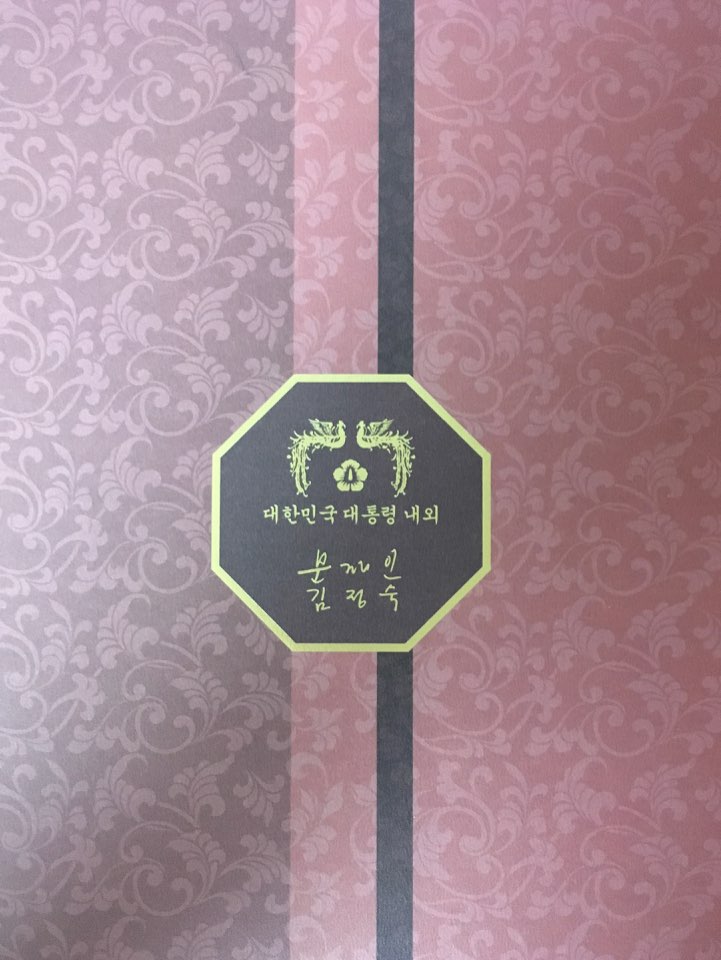 대한민국 대통령 내외
문재인
김정숙